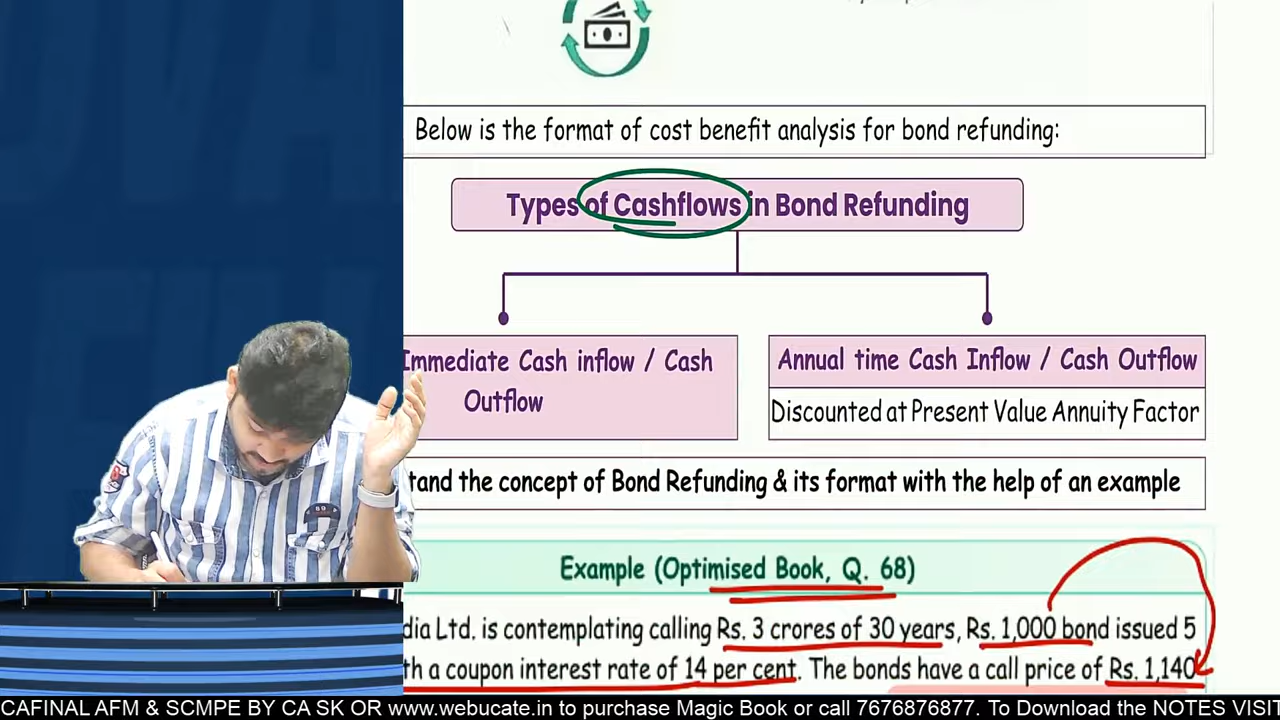 Below is the format of cost benefit analysis for bond refunding:
Types of Cashflows in Bond Refunding
Immediate Cash inflow / Cash
Outflow
Annual time Cash Inflow / Cash Outflow
Discounted at Present Value Annuity Factor
tand the concept of Bond Refunding & its format with the help of an example
Example (Optimised Book, Q. 68)
dia Ltd. is contemplating calling Rs. 3 crores of 30 years, Rs. 1,000 bond issued 5
th a coupon interest rate of 14 per cent. The bonds have a call price of Rs. 1,140
CAFINAL AFM & SCMPE BY CA SK OR www.webucate.in to purchase Magic Book or call 7676876877. To Download the NOTES VISIT